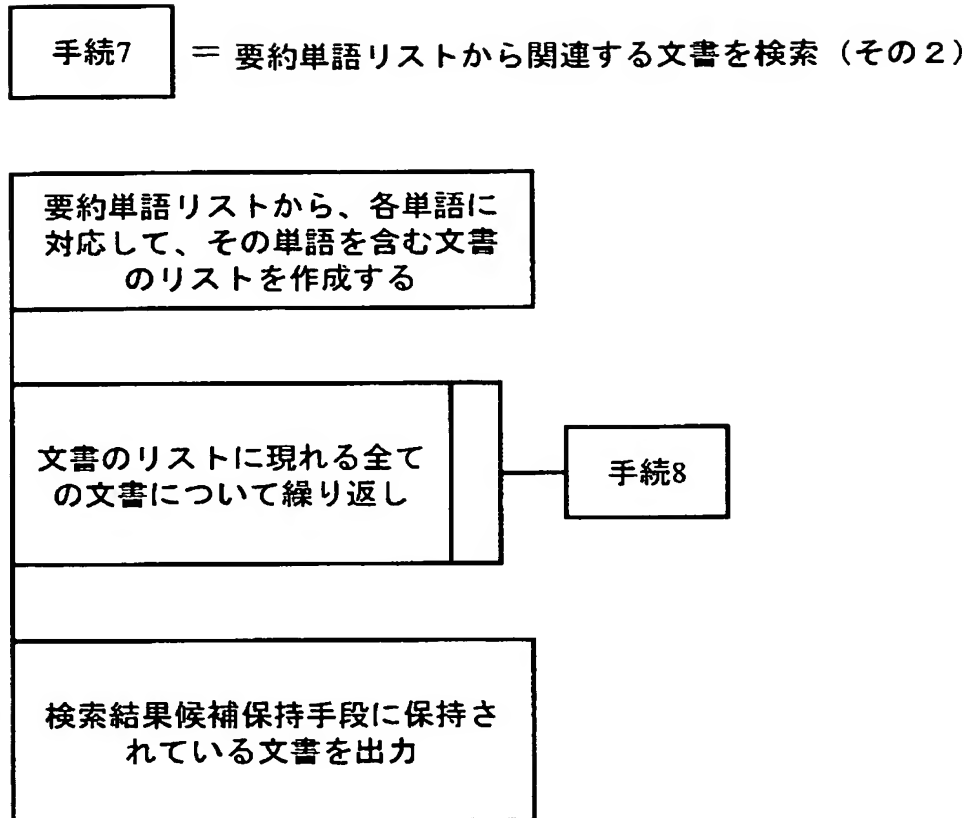 手続7 = 要約単語リストから関連する文書を検索（その２）
要約単語リストから、各単語に
対応して、その単語を含む文書
のリストを作成する
文書のリストに現れる全て
の文書について繰り返し
手続8
検索結果候補保持手段に保持さ
れている文書を出力